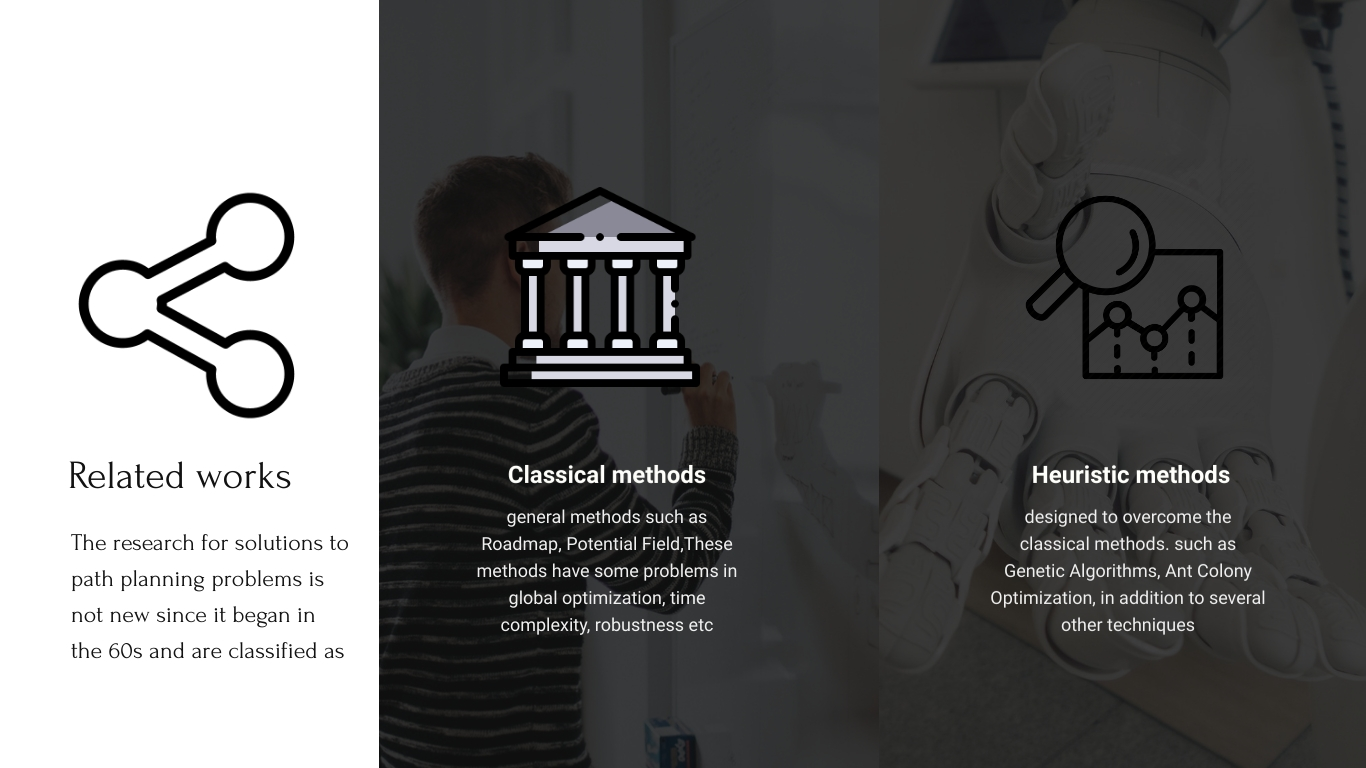 Related works
The research for solutions to
path planning problems is
not new since it began in
the 60s and are classified as
Classical methods
general methods such as
Roadmap, Potential Field,These
methods have some problems in
global optimization, time
complexity, robustness etc
Heuristic methods
designed to overcome the
classical methods. such as
Genetic Algorithms, Ant Colony
Optimization, in addition to several
other techniques